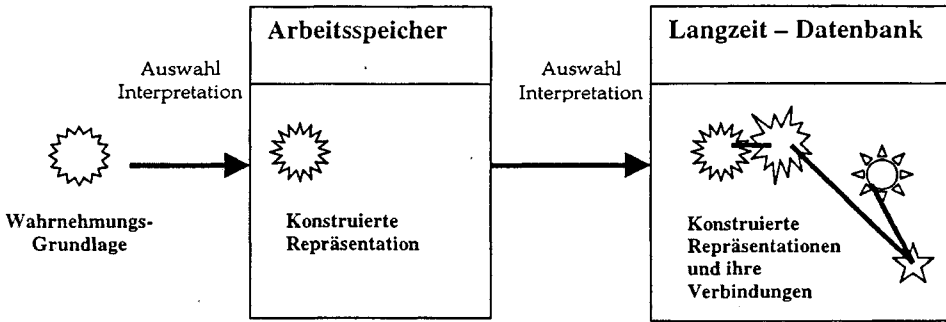 Arbeitsspeicher
Langzeit – Datenbank
Auswahl
Interpretation
Auswahl
Interpretation
Wahrnehmungs-
Grundlage
Konstruierte
Repräsentation
Konstruierte
Repräsentationen
und ihre
Verbindungen